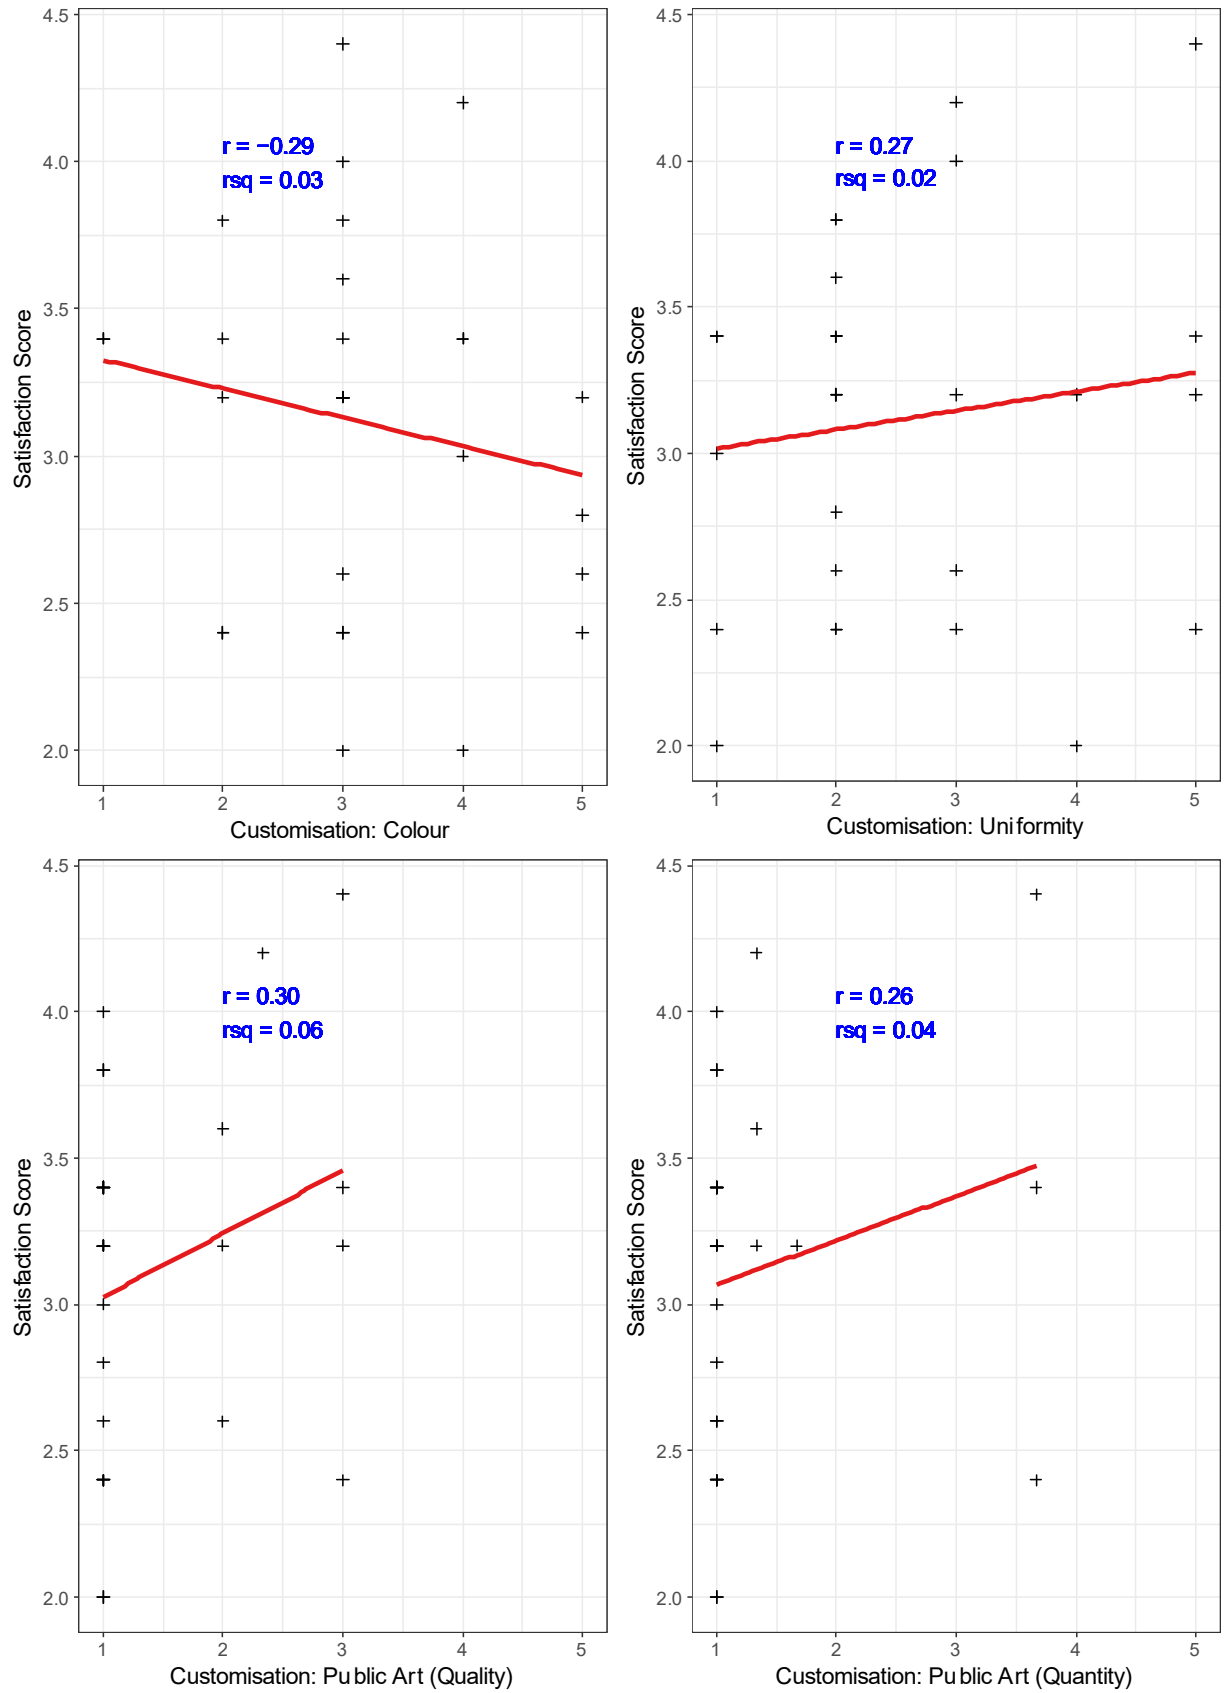 4.5
4.0
3.5
3.0
2.5
2.0
Satisfaction Score
r = −0.29
rsq = 0.03
1 2 3 4 5
Customisation: Colour
4.5
4.0
3.5
3.0
2.5
2.0
Satisfaction Score
r = 0.27
rsq = 0.02
1 2 3 4 5
Customisation: Uniformity
4.5
4.0
3.5
3.0
2.5
2.0
Satisfaction Score
r = 0.30
rsq = 0.06
1 2 3 4 5
Customisation: Public Art (Quality)
4.5
4.0
3.5
3.0
2.5
2.0
Satisfaction Score
r = 0.26
rsq = 0.04
1 2 3 4 5
Customisation: Public Art (Quantity)